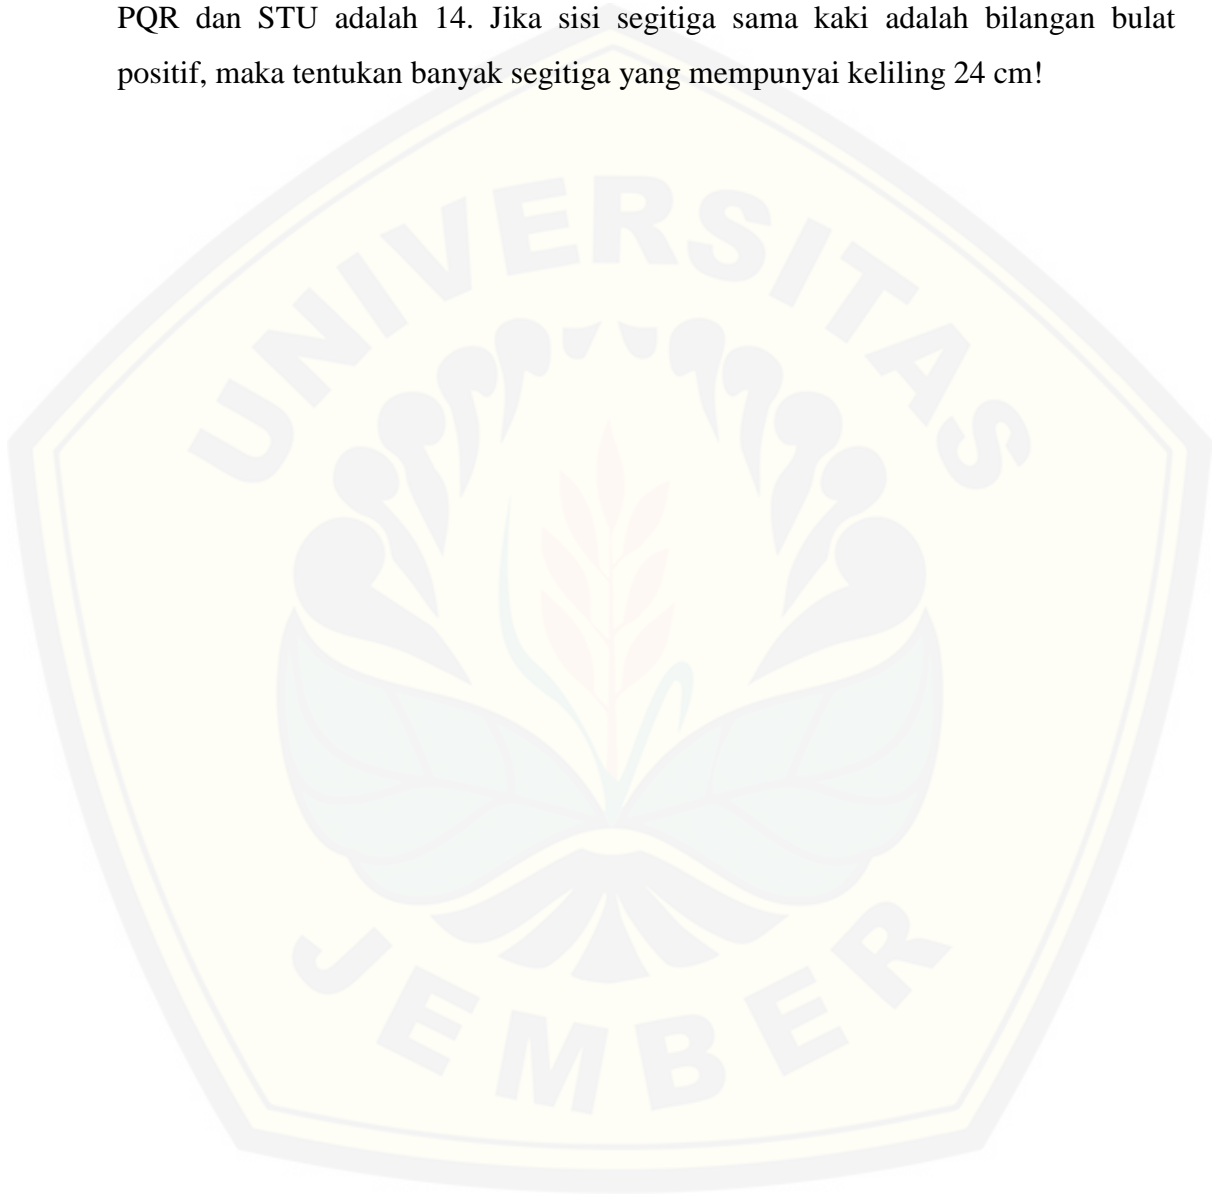 PQR dan STU adalah 14. Jika sisi segitiga sama kaki adalah bilangan bulat
positif, maka tentukan banyak segitiga yang mempunyai keliling 24 cm!
UNIVERSITAS
JEMBER